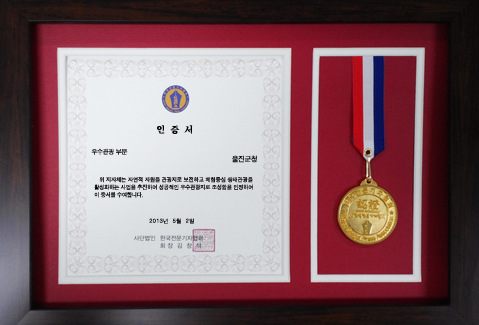 인 증 서
우수관광 부문
울진군청
위 지자체는 자연적 자원을 관광지로 보전하고 체험중심 생태관광을
활성화하는 사업을 추진하여 성공적인 우수관광지로 조성함을 인정하여
이 증서를 수여합니다.
2013년 5월 2일
사단법인 한국전문기자협회
회 장 김 창
認證